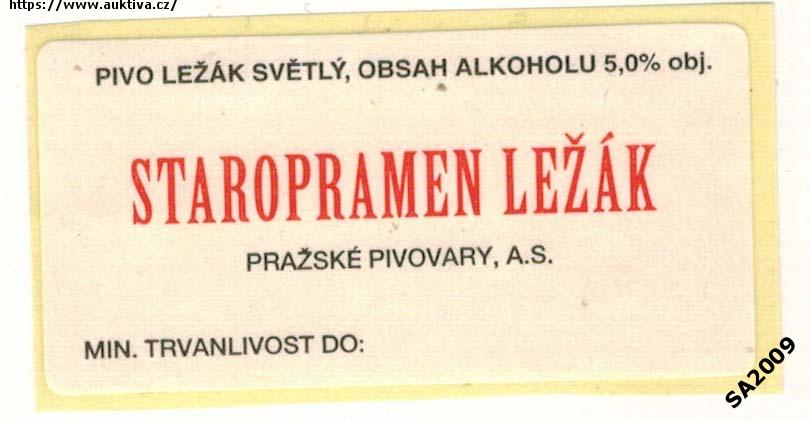 https://www.auktiva.cz/
PIVO LEŽÁK SVĚTLÝ, OBSAH ALKOHOLU 5,0% obj.
STAROPRAMEN LEŽÁK
PRAŽSKÉ PIVOVARY, A.S.
MIN. TRVANLIVOST DO:
SA2009